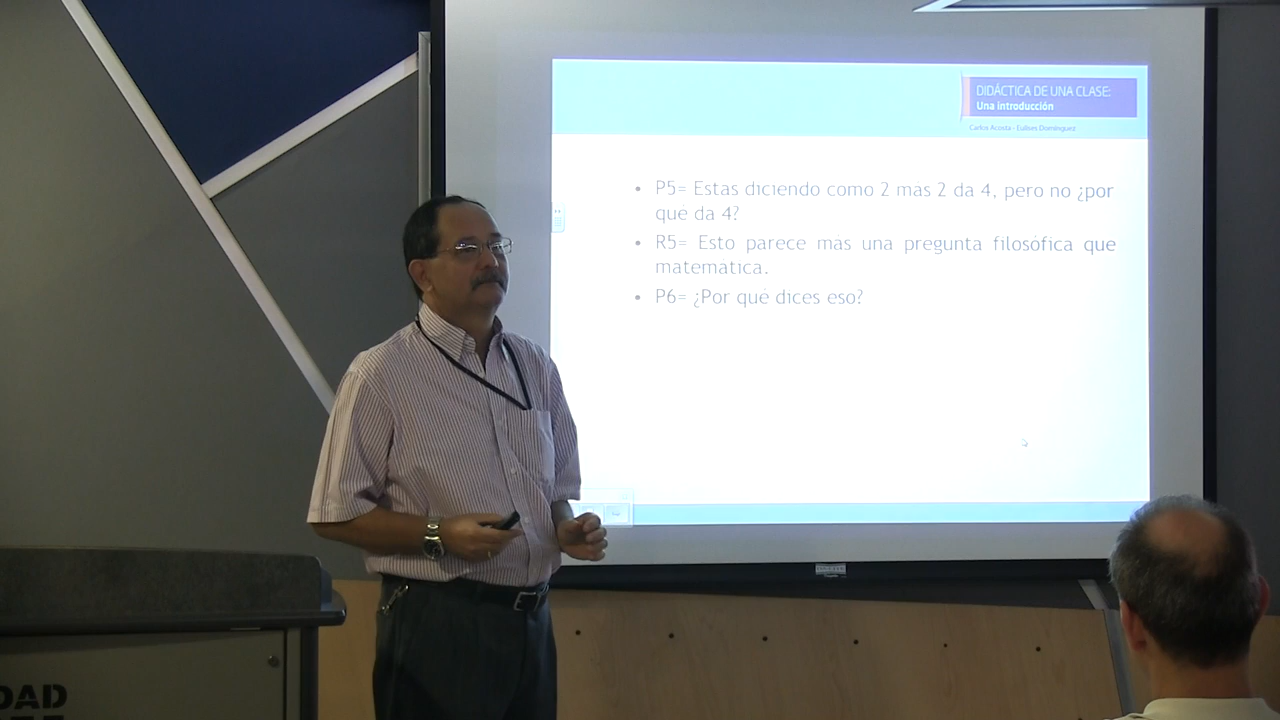 DIDÁCTICA DE UNA CLASE:
Una introducción
Carlos Acosta - Eulises Domínguez
• P5= Estas diciendo como 2 más 2 da 4, pero no ¿por
qué da 4?
• R5= Esto parece más una pregunta filosófica que
matemática.
• P6= ¿Por qué dices eso?
DAD